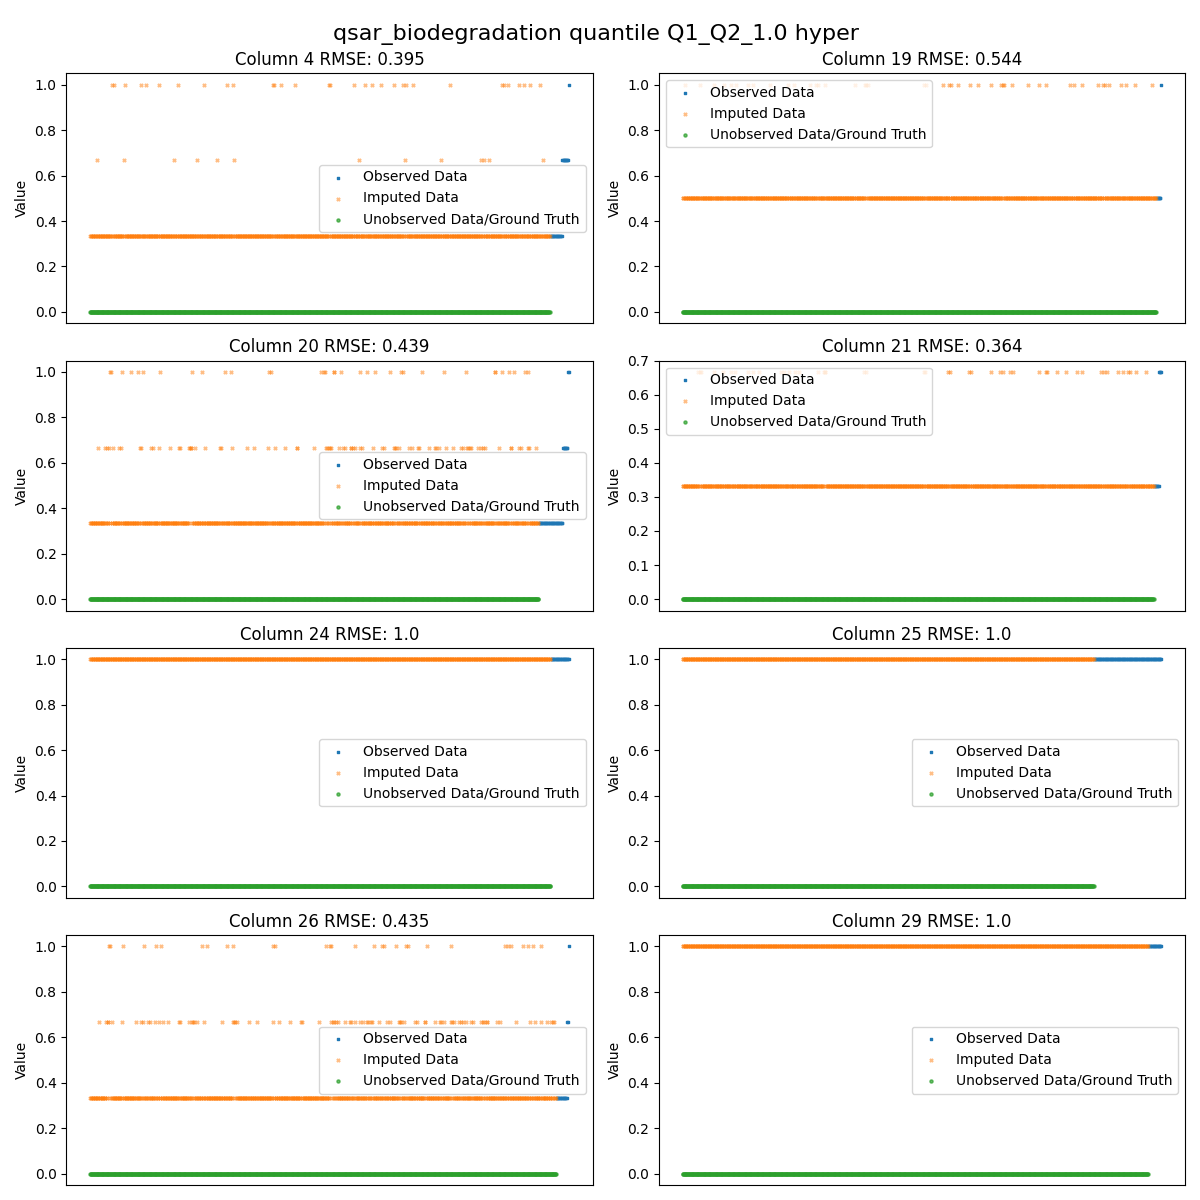 qsar_biodegradation quantile Q1_Q2_1.0 hyper
Column 4 RMSE: 0.395
1.0
0.8
0.6
0.4
0.2
0.0
Value
Observed Data
Imputed Data
Unobserved Data/Ground Truth
Column 19 RMSE: 0.544
1.0
0.8
0.6
0.4
0.2
0.0
Value
Observed Data
Imputed Data
Unobserved Data/Ground Truth
Column 20 RMSE: 0.439
1.0
0.8
0.6
0.4
0.2
0.0
Value
Observed Data
Imputed Data
Unobserved Data/Ground Truth
Column 21 RMSE: 0.364
0.7
0.6
0.5
0.4
0.3
0.2
0.1
0.0
Value
Observed Data
Imputed Data
Unobserved Data/Ground Truth
Column 24 RMSE: 1.0
1.0
0.8
0.6
0.4
0.2
0.0
Value
Observed Data
Imputed Data
Unobserved Data/Ground Truth
Column 25 RMSE: 1.0
1.0
0.8
0.6
0.4
0.2
0.0
Value
Observed Data
Imputed Data
Unobserved Data/Ground Truth
Column 26 RMSE: 0.435
1.0
0.8
0.6
0.4
0.2
0.0
Value
Observed Data
Imputed Data
Unobserved Data/Ground Truth
Column 29 RMSE: 1.0
1.0
0.8
0.6
0.4
0.2
0.0
Value
Observed Data
Imputed Data
Unobserved Data/Ground Truth